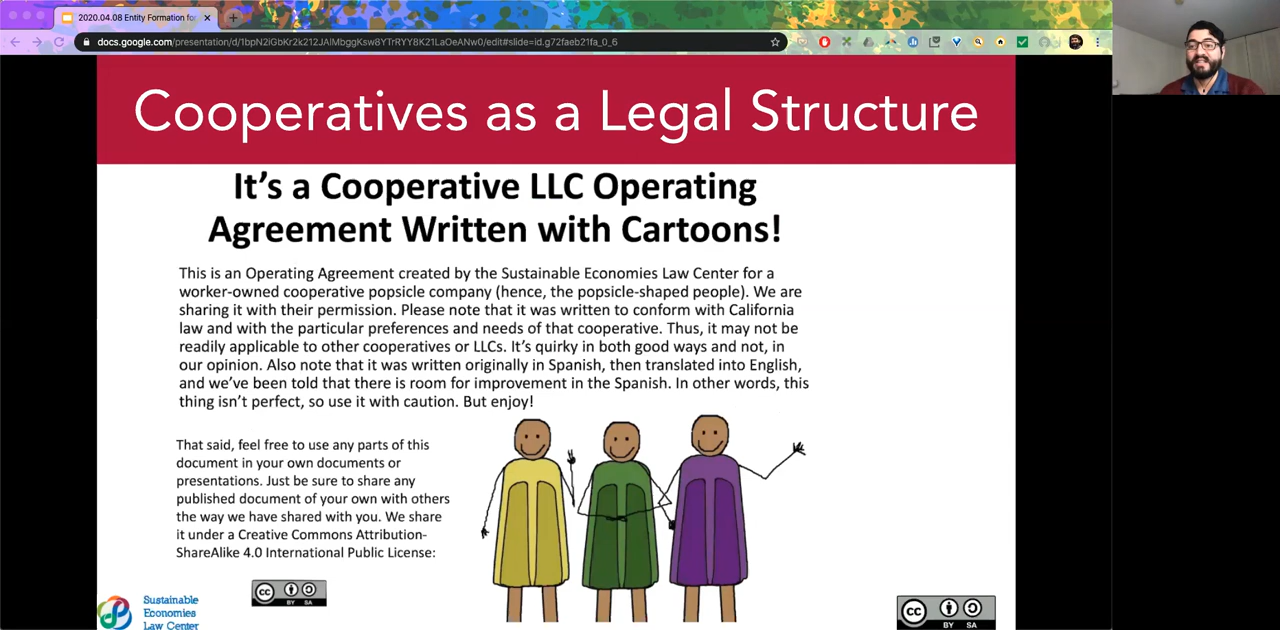 2020.04.08 Entity Formation for
docs.google.com/presentation/d/1bpN2iGbKr2k212JAlMbggKsw8YTrRYY8K21LaOeANw0/edit#slide=id.g72faeb21fa_0_6
Cooperatives as a Legal Structure
It's a Cooperative LLC Operating
Agreement Written with Cartoons!
This is an Operating Agreement created by the Sustainable Economies Law Center for a
worker-owned cooperative popsicle company (hence, the popsicle-shaped people). We are
sharing it with their permission. Please note that it was written to conform with California
law and with the particular preferences and needs of that cooperative. Thus, it may not be
readily applicable to other cooperatives or LLCs. It's quirky in both good ways and not, in
our opinion. Also note that it was written originally in Spanish, then translated into English,
and we've been told that there is room for improvement in the Spanish. In other words, this
thing isn't perfect, so use it with caution. But enjoy!
That said, feel free to use any parts of this
document in your own documents or
presentations. Just be sure to share any
published document of your own with others
the way we have shared with you. We share
it under a Creative Commons Attribution-
ShareAlike 4.0 International Public License:
cc
BY SA
Sustainable
Economies
Law Center
cc
BY SA